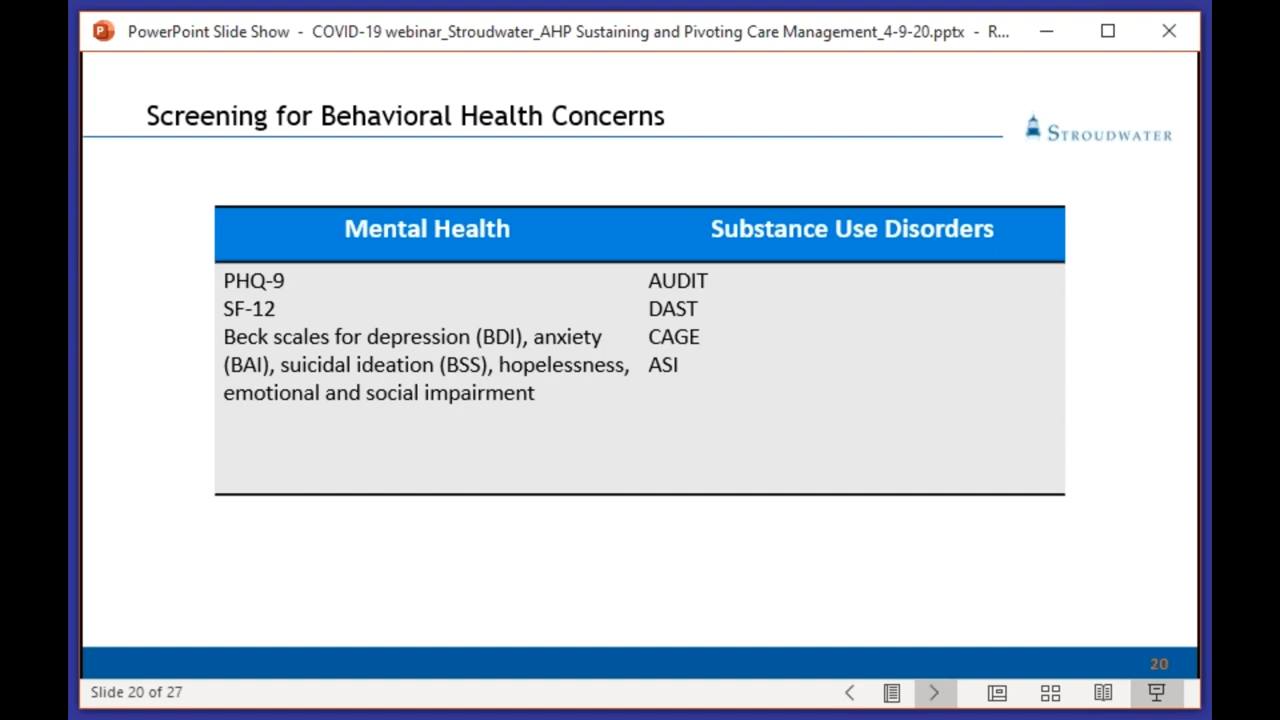 PowerPoint Slide Show - COVID-19 webinar_Stroudwater_AHP Sustaining and Pivoting Care Management_4-9-20.pptx - R...
Screening for Behavioral Health Concerns
STROUDWATER
Mental Health
PHQ-9
SF-12
Beck scales for depression (BDI), anxiety
(BAI), suicidal ideation (BSS), hopelessness,
emotional and social impairment
Substance Use Disorders
AUDIT
DAST
CAGE
ASI
20
Slide 20 of 27